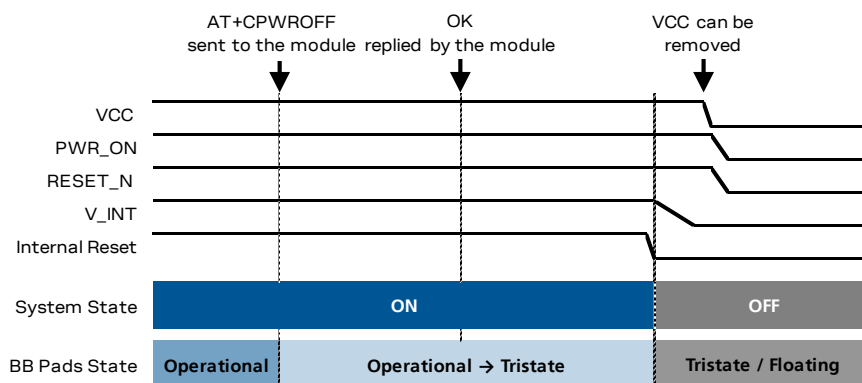 AT+CPWROFF
sent to the module
OK
replied by the module
VCC can be
removed
VCC
PWR_ON
RESET_N
V_INT
Internal Reset
System State
ON
OFF
BB Pads State
Operational
Operational → Tristate
Tristate / Floating